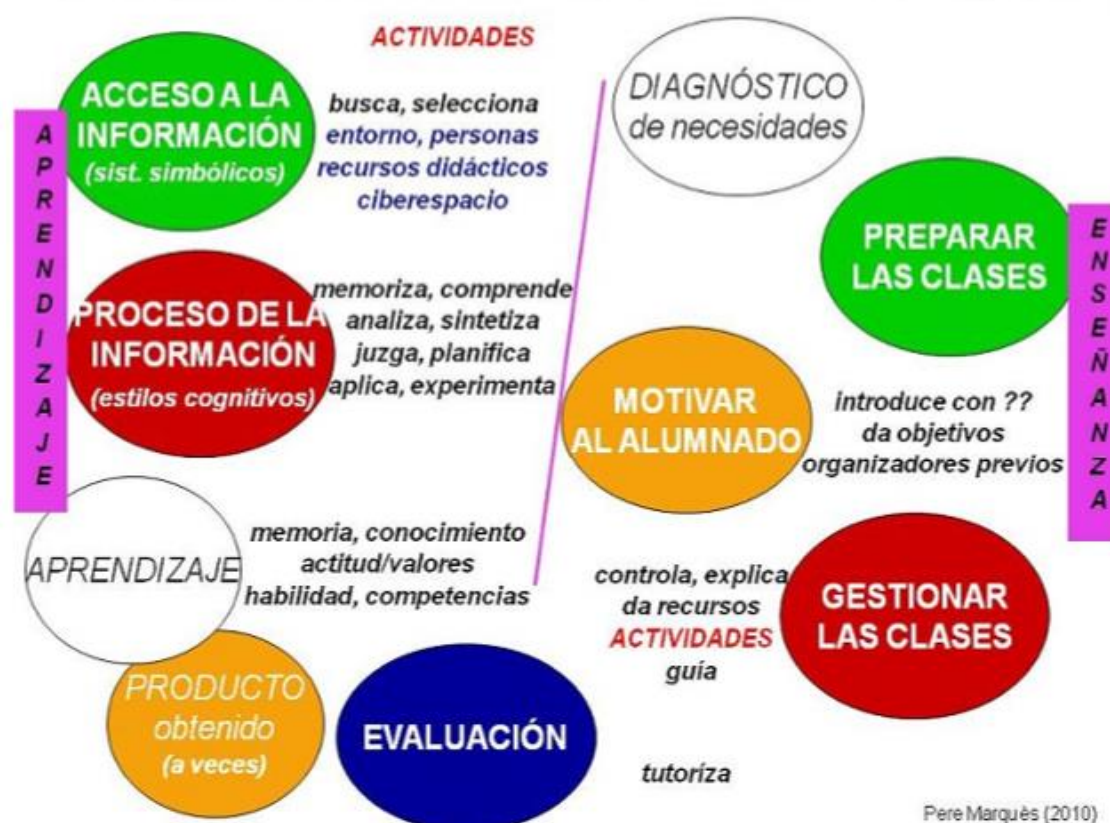 ACTIVIDADES
APRENDIZAJE
ACCESO A LA
INFORMACIÓN
(sist. simbólicos)
busca, selecciona
entorno, personas
recursos didácticos
ciberespacio
PROCESO DE LA
INFORMACIÓN
(estilos cognitivos)
memoriza, comprende
analiza, sintetiza
juzga, planifica
aplica, experimenta
APRENDIZAJE
memoria, conocimiento
actitud/valores
habilidad, competencias
PRODUCTO
obtenido
(a veces)
EVALUACIÓN
DIAGNÓSTICO
de necesidades
PREPARAR
LAS CLASES
ENSEÑANZA
MOTIVAR
AL ALUMNADO
introduce con ??
da objetivos
organizadores previos
controla, explica
da recursos
ACTIVIDADES
guía
GESTIONAR
LAS CLASES
tutoriza
Pere Marquès (2010)